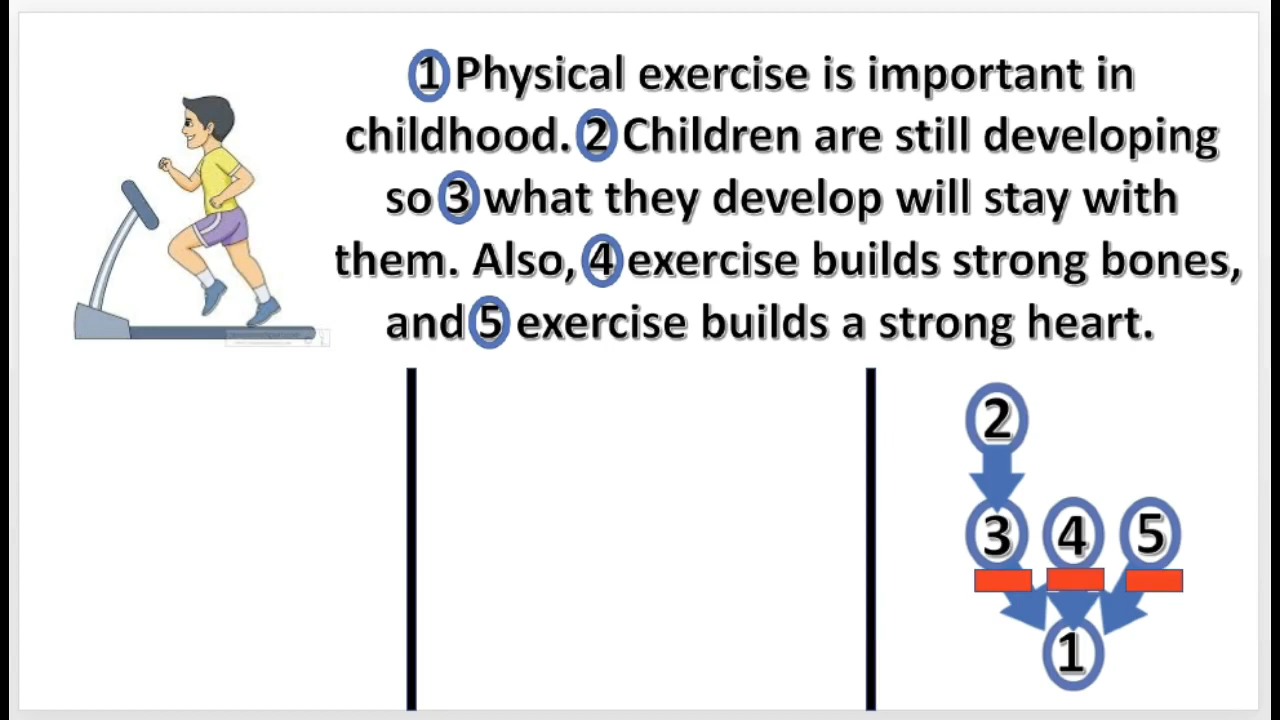 1 Physical exercise is important in
childhood. 2 Children are still developing
so 3 what they develop will stay with
them. Also, 4 exercise builds strong bones,
and 5 exercise builds a strong heart.
2
3 4 5
1